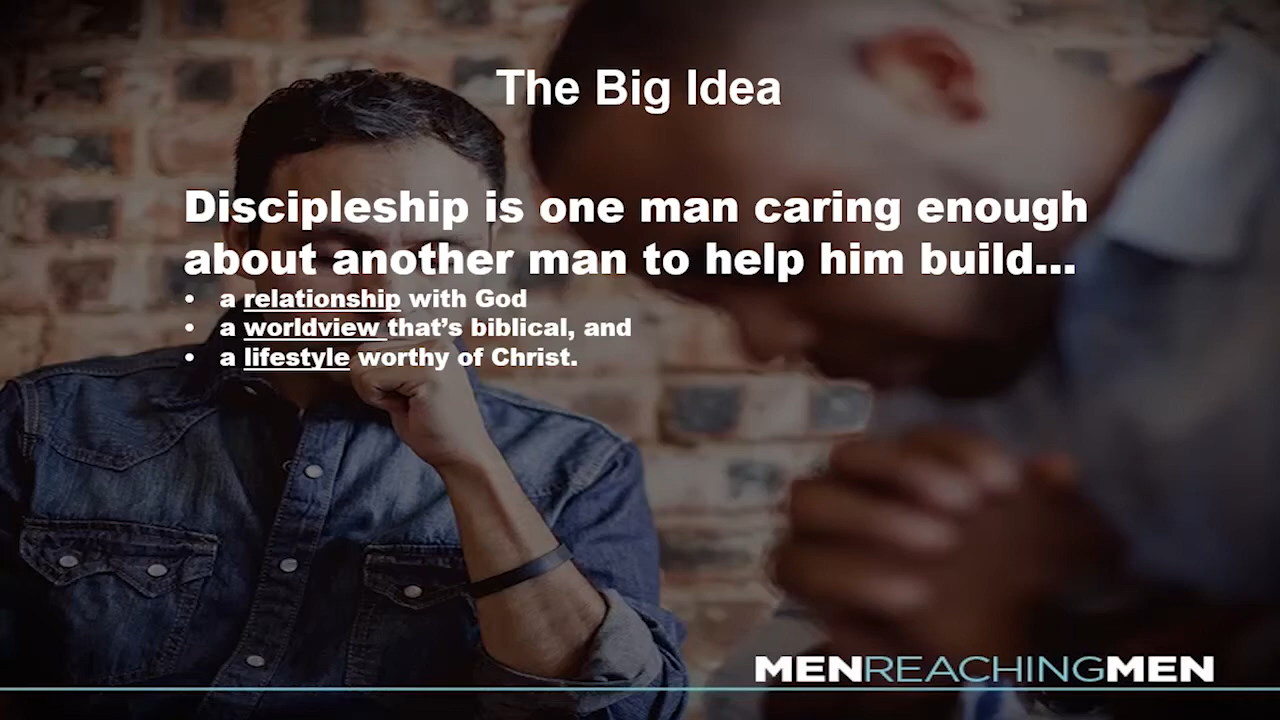 The Big Idea
Discipleship is one man caring enough
about another man to help him build...
• a relationship with God
• a worldview that's biblical, and
• a lifestyle worthy of Christ.
MENREACHINGMEN